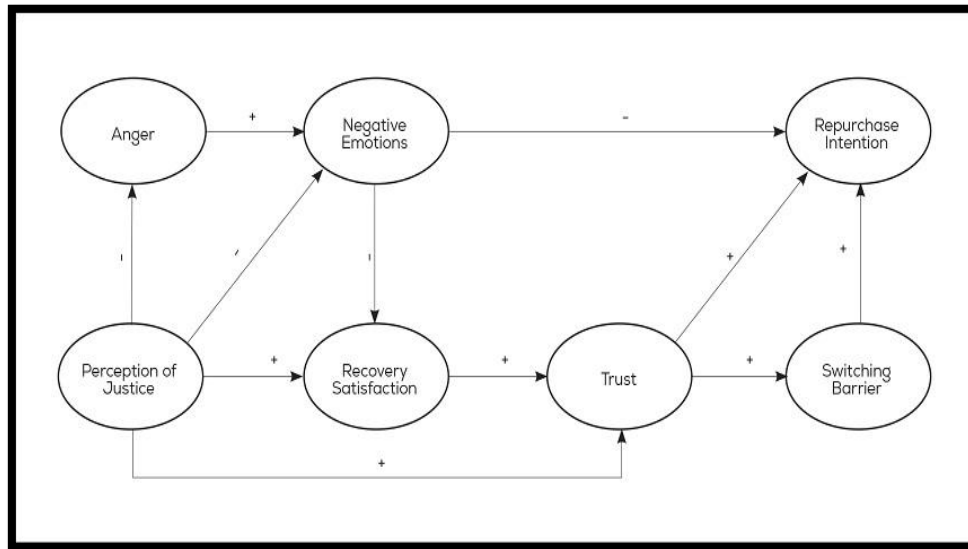 Anger
+
Negative
Emotions
-
Repurchase
Intention
-
-
-
+
+
Perception of
Justice
+
Recovery
Satisfaction
+
Trust
+
Switching
Barrier
+